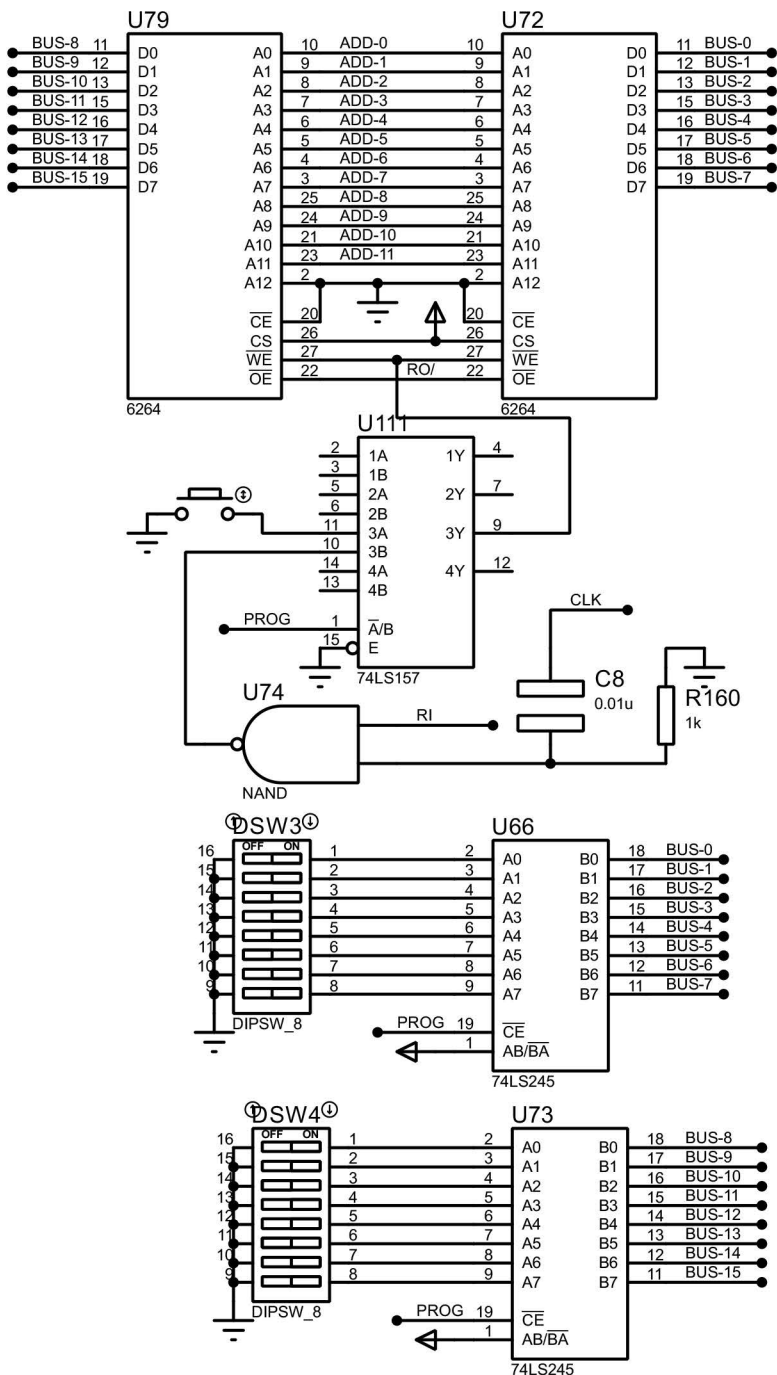 U79 U72
BUS-8 11 D0 A0 10 ADD-0 10 A0 D0 11 BUS-0
BUS-9 12 D1 A1 9 ADD-1 9 A1 D1 12 BUS-1
BUS-10 13 D2 A2 8 ADD-2 8 A2 D2 13 BUS-2
BUS-11 15 D3 A3 7 ADD-3 7 A3 D3 15 BUS-3
BUS-12 16 D4 A4 6 ADD-4 6 A4 D4 16 BUS-4
BUS-13 17 D5 A5 5 ADD-5 5 A5 D5 17 BUS-5
BUS-14 18 D6 A6 4 ADD-6 4 A6 D6 18 BUS-6
BUS-15 19 D7 A7 3 ADD-7 3 A7 D7 19 BUS-7
A8 25 ADD-8 25 A8
A9 24 ADD-9 24 A9
A10 21 ADD-10 21 A10
A11 23 ADD-11 23 A11
A12 2 2 A12
CE 20 20 CE
CS 26 26 CS
WE 27 27 WE
OE 22 RO/ 22 OE
6264 6264
U111
2 1A 1Y 4
3 1B
5 2A 2Y 7
6 2B
11 3A 3Y 9
10 3B
14 4A 4Y 12
13 4B
CLK
PROG 1 A/B
15 E
74LS157
C8
0.01u
R160
1k
U74
RI
NAND
DSW3 U66
OFF ON
16 1 2 A0 B0 18 BUS-0
15 2 3 A1 B1 17 BUS-1
14 3 4 A2 B2 16 BUS-2
13 4 5 A3 B3 15 BUS-3
12 5 6 A4 B4 14 BUS-4
11 6 7 A5 B5 13 BUS-5
10 7 8 A6 B6 12 BUS-6
9 8 9 A7 B7 11 BUS-7
DIPSW_8 PROG 19 CE
1 AB/BA
74LS245
DSW4 U73
OFF ON
16 1 2 A0 B0 18 BUS-8
15 2 3 A1 B1 17 BUS-9
14 3 4 A2 B2 16 BUS-10
13 4 5 A3 B3 15 BUS-11
12 5 6 A4 B4 14 BUS-12
11 6 7 A5 B5 13 BUS-13
10 7 8 A6 B6 12 BUS-14
9 8 9 A7 B7 11 BUS-15
DIPSW_8 PROG 19 CE
1 AB/BA
74LS245